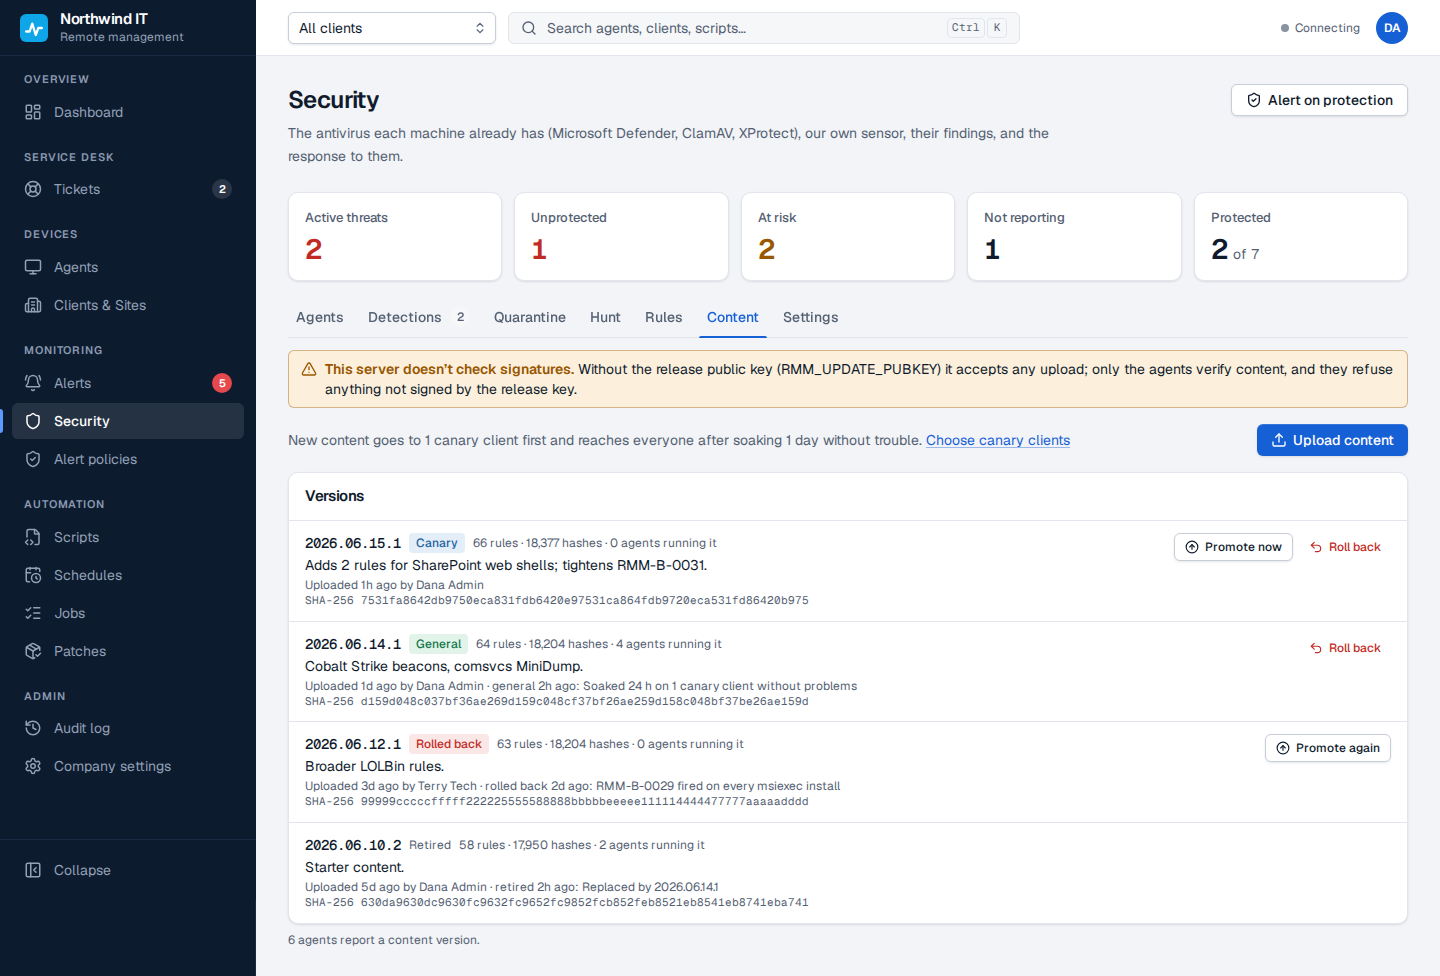 Northwind IT
Remote management
All clients
Search agents, clients, scripts...
Ctrl K
Connecting
DA
OVERVIEW
Dashboard
SERVICE DESK
Tickets 2
DEVICES
Agents
Clients & Sites
MONITORING
Alerts 5
Security
Alert policies
AUTOMATION
Scripts
Schedules
Jobs
Patches
ADMIN
Audit log
Company settings
Collapse
Security
Alert on protection
The antivirus each machine already has (Microsoft Defender, ClamAV, XProtect), our own sensor, their findings, and the
response to them.
Active threats
2
Unprotected
1
At risk
2
Not reporting
1
Protected
2 of 7
Agents Detections 2 Quarantine Hunt Rules Content Settings
This server doesn't check signatures. Without the release public key (RMM_UPDATE_PUBKEY) it accepts any upload; only the agents verify content, and they refuse
anything not signed by the release key.
New content goes to 1 canary client first and reaches everyone after soaking 1 day without trouble. Choose canary clients
Upload content
Versions
2026.06.15.1 Canary 66 rules · 18,377 hashes · 0 agents running it
Promote now Roll back
Adds 2 rules for SharePoint web shells; tightens RMM-B-0031.
Uploaded 1h ago by Dana Admin
SHA-256 7531fa8642db9750eca831fdb6420e97531ca864fdb9720eca531fd86420b975
2026.06.14.1 General 64 rules · 18,204 hashes · 4 agents running it
Roll back
Cobalt Strike beacons, comsvcs MiniDump.
Uploaded 1d ago by Dana Admin · general 2h ago: Soaked 24 h on 1 canary client without problems
SHA-256 d159d048c037bf36ae269d159c048cf37bf26ae259d158c048bf37be26ae159d
2026.06.12.1 Rolled back 63 rules · 18,204 hashes · 0 agents running it
Promote again
Broader LOLBin rules.
Uploaded 3d ago by Terry Tech · rolled back 2d ago: RMM-B-0029 fired on every msiexec install
SHA-256 99999cccccfffff222225555588888bbbbbeeeee111114444477777aaaaadddd
2026.06.10.2 Retired 58 rules · 17,950 hashes · 2 agents running it
Starter content.
Uploaded 5d ago by Dana Admin · retired 2h ago: Replaced by 2026.06.14.1
SHA-256 630da9630dc9630fc9632fc9652fc9852fcb852feb8521eb8541eb8741eba741
6 agents report a content version.